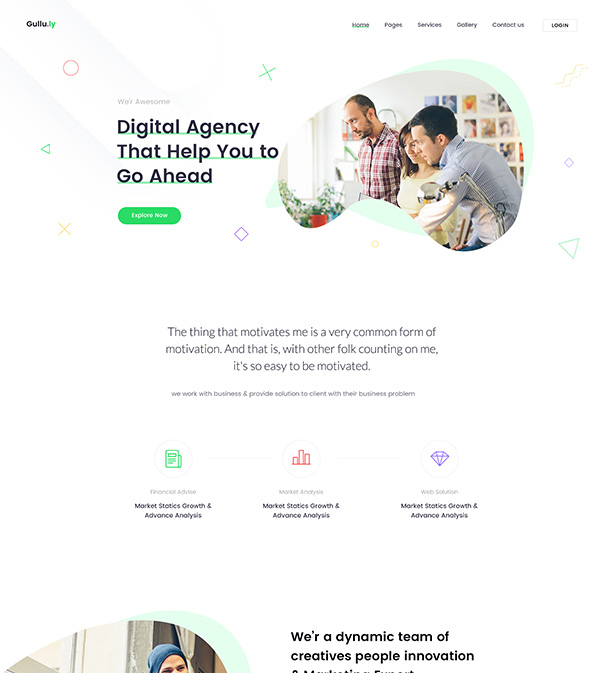 Gullu.ly
Home Pages Services Gallery Contact us LOGIN
We'r Awesome
Digital Agency
That Help You to
Go Ahead
Explore Now
The thing that motivates me is a very common form of
motivation. And that is, with other folk counting on me,
it's so easy to be motivated.
we work with business & provide solution to client with their business problem
Financial Advise
Market Statics Growth &
Advance Analysis
Market Analysis
Market Statics Growth &
Advance Analysis
Web Solution
Market Statics Growth &
Advance Analysis
We'r a dynamic team of
creatives people innovation
& Marketing Expert